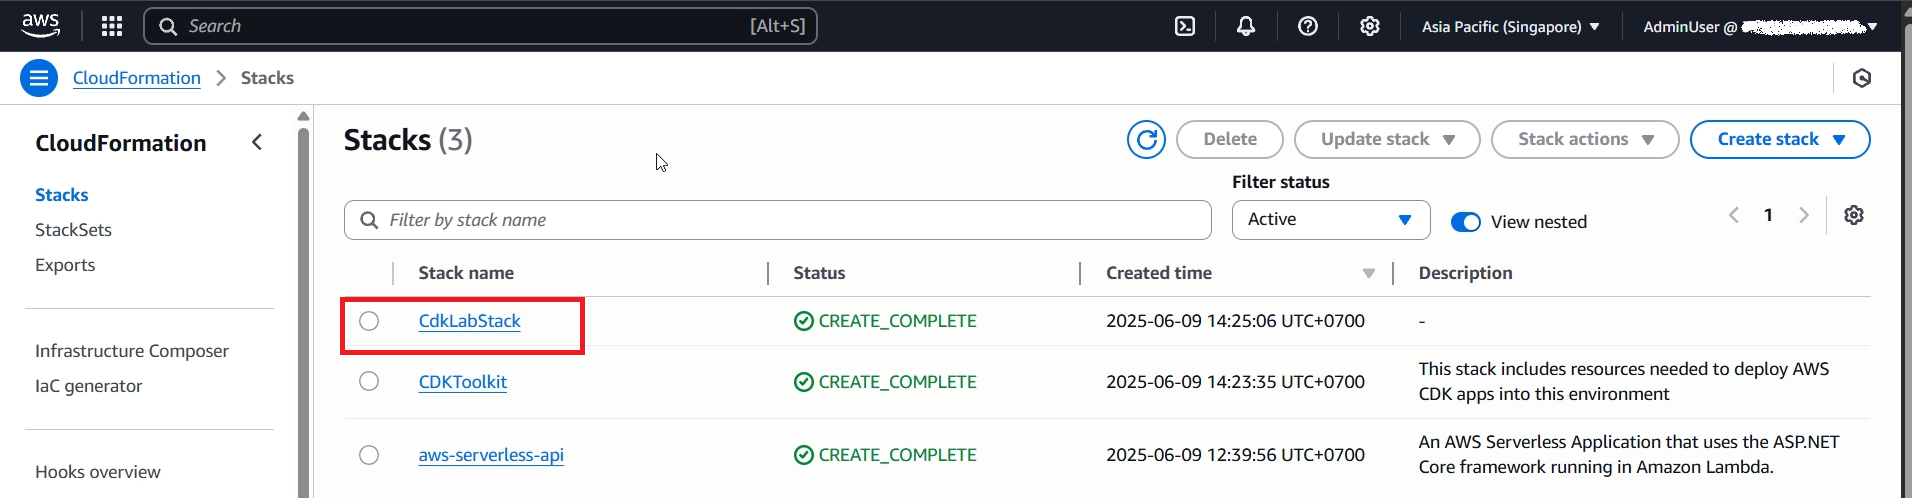 aws
Search [Alt+S]
Asia Pacific (Singapore)
AdminUser @
CloudFormation > Stacks
CloudFormation
Stacks
StackSets
Exports
Infrastructure Composer
IaC generator
Hooks overview
Stacks (3)
Delete
Update stack
Stack actions
Create stack
Filter status
Filter by stack name
Active
View nested
1
Stack name Status Created time Description
CdkLabStack CREATE_COMPLETE 2025-06-09 14:25:06 UTC+0700 -
CDKToolkit CREATE_COMPLETE 2025-06-09 14:23:35 UTC+0700 This stack includes resources needed to deploy AWS
CDK apps into this environment
aws-serverless-api CREATE_COMPLETE 2025-06-09 12:39:56 UTC+0700 An AWS Serverless Application that uses the ASP.NET
Core framework running in Amazon Lambda.